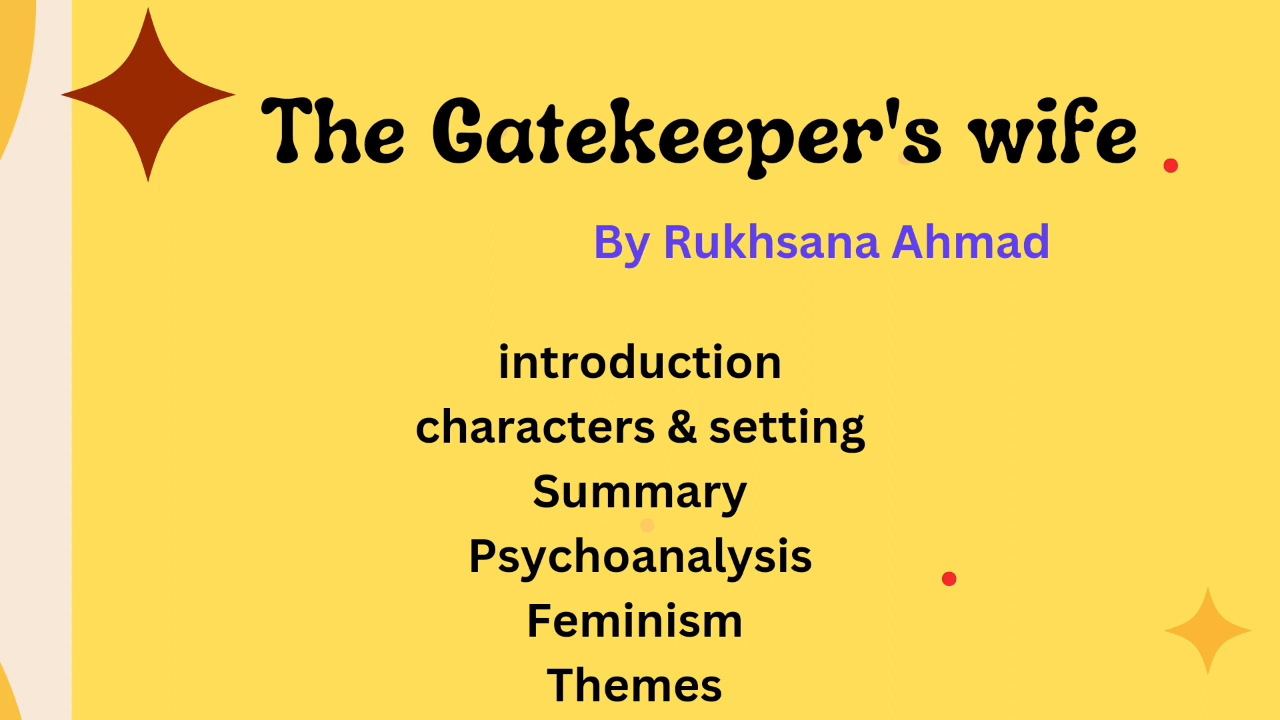 The Gatekeeper's wife
By Rukhsana Ahmad
introduction
characters & setting
Summary
Psychoanalysis
Feminism
Themes